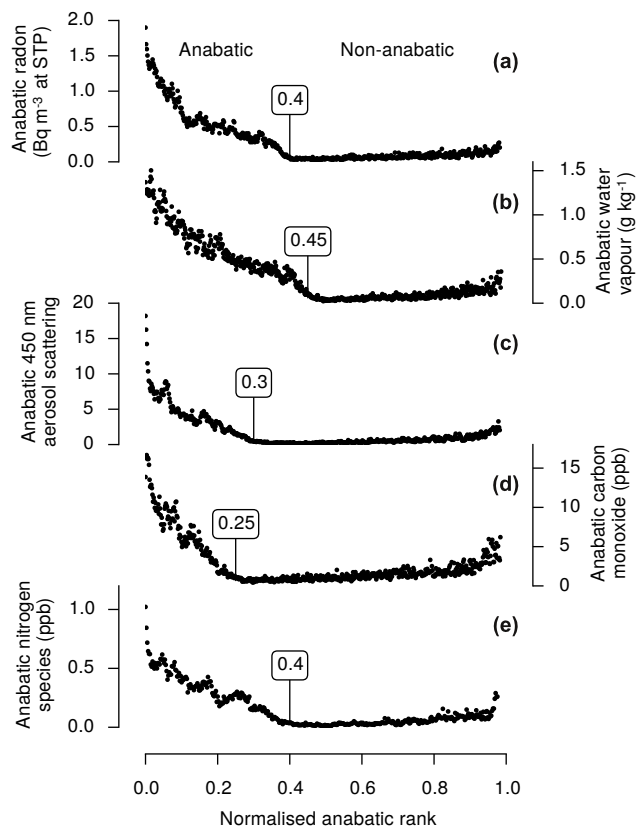 2.0
1.5
1.0
0.5
0.0
Anabatic radon
(Bq m-3 at STP)
Anabatic
Non-anabatic
(a)
0.4
1.5
1.0
0.5
0.0
Anabatic water
vapour (g kg-1)
(b)
0.45
20
15
10
5
0
Anabatic 450 nm
aerosol scattering
(c)
0.3
15
10
5
0
Anabatic carbon
monoxide (ppb)
(d)
0.25
1.0
0.5
0.0
Anabatic nitrogen
species (ppb)
(e)
0.4
0.0 0.2 0.4 0.6 0.8 1.0
Normalised anabatic rank